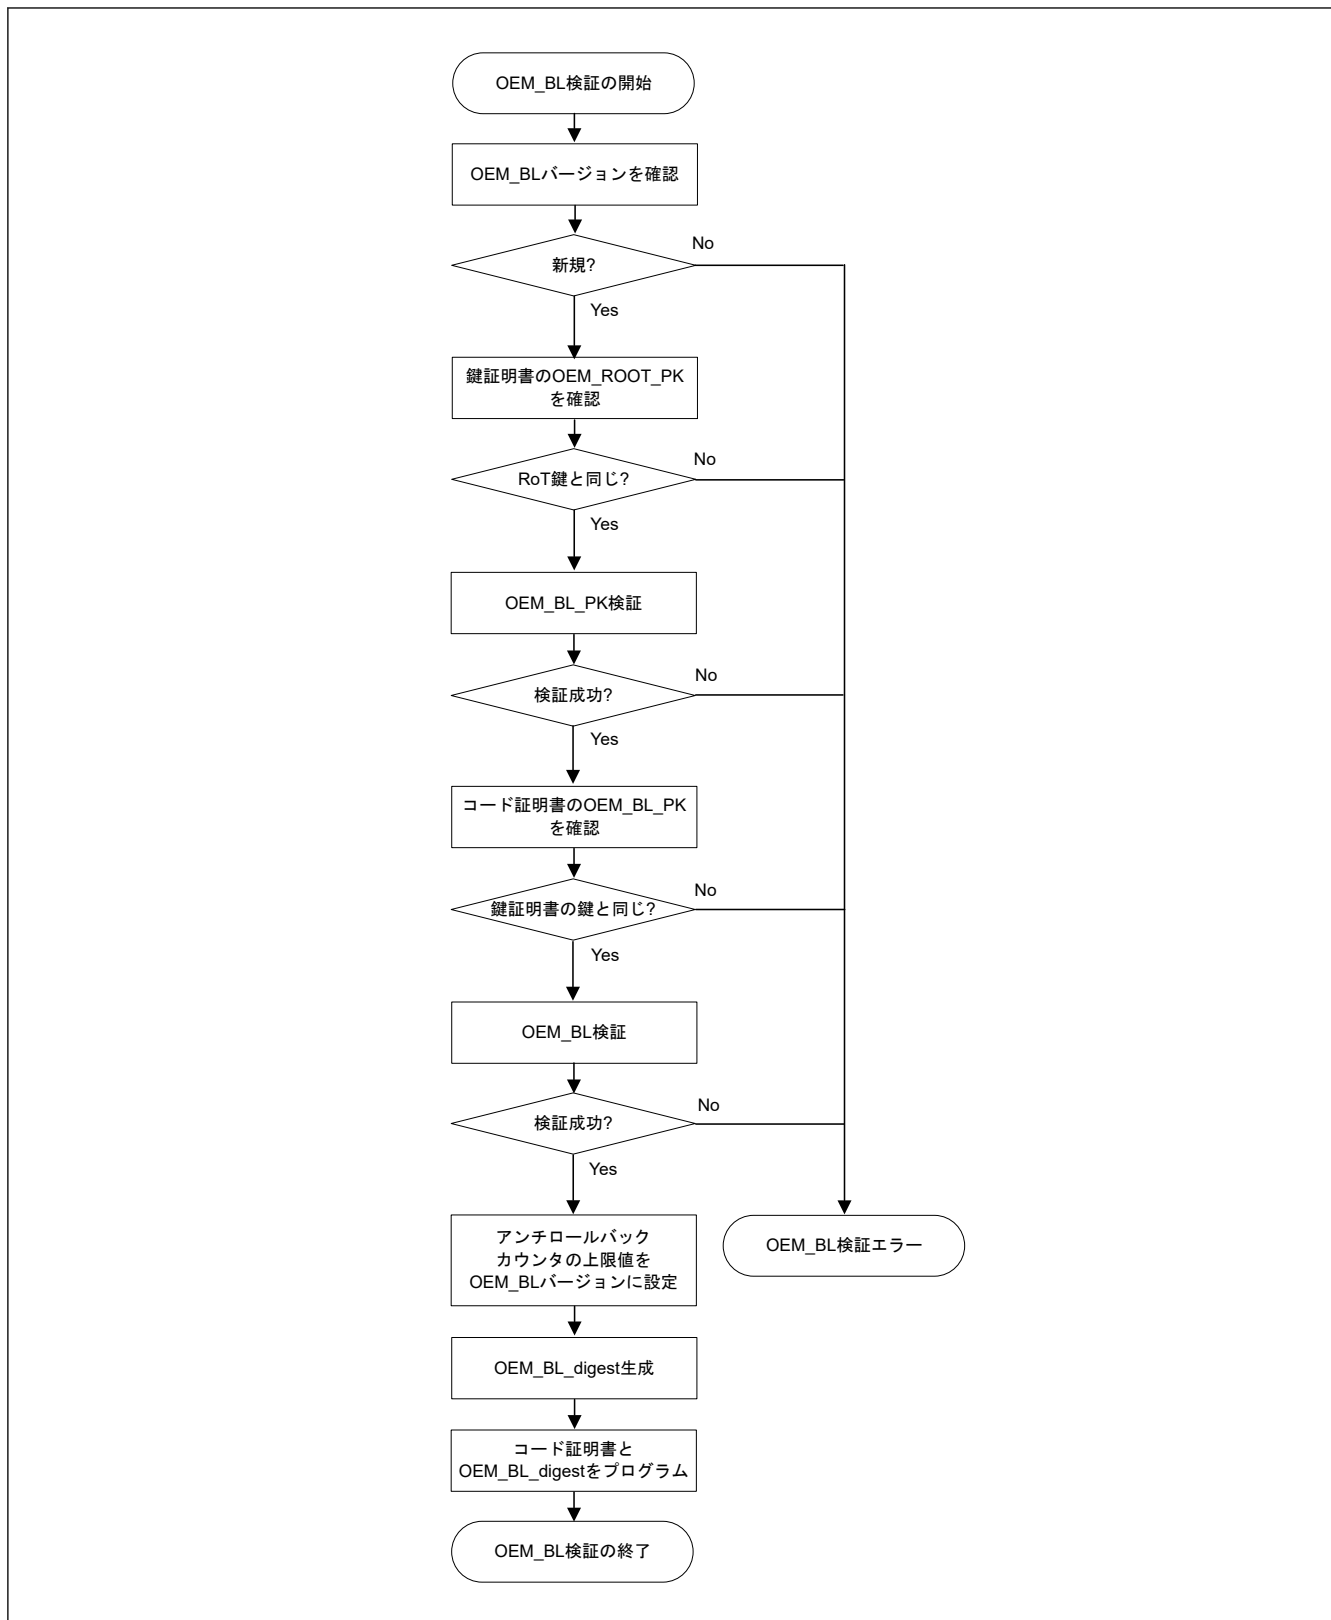 OEM_BL検証の開始
OEM_BLバージョンを確認
新規?
No
Yes
鍵証明書のOEM_ROOT_PK
を確認
RoT鍵と同じ?
No
Yes
OEM_BL_PK検証
検証成功?
No
Yes
コード証明書のOEM_BL_PK
を確認
鍵証明書の鍵と同じ?
No
Yes
OEM_BL検証
検証成功?
No
Yes
アンチロールバック
カウンタの上限値を
OEM_BLバージョンに設定
OEM_BL検証エラー
OEM_BL_digest生成
コード証明書と
OEM_BL_digestをプログラム
OEM_BL検証の終了